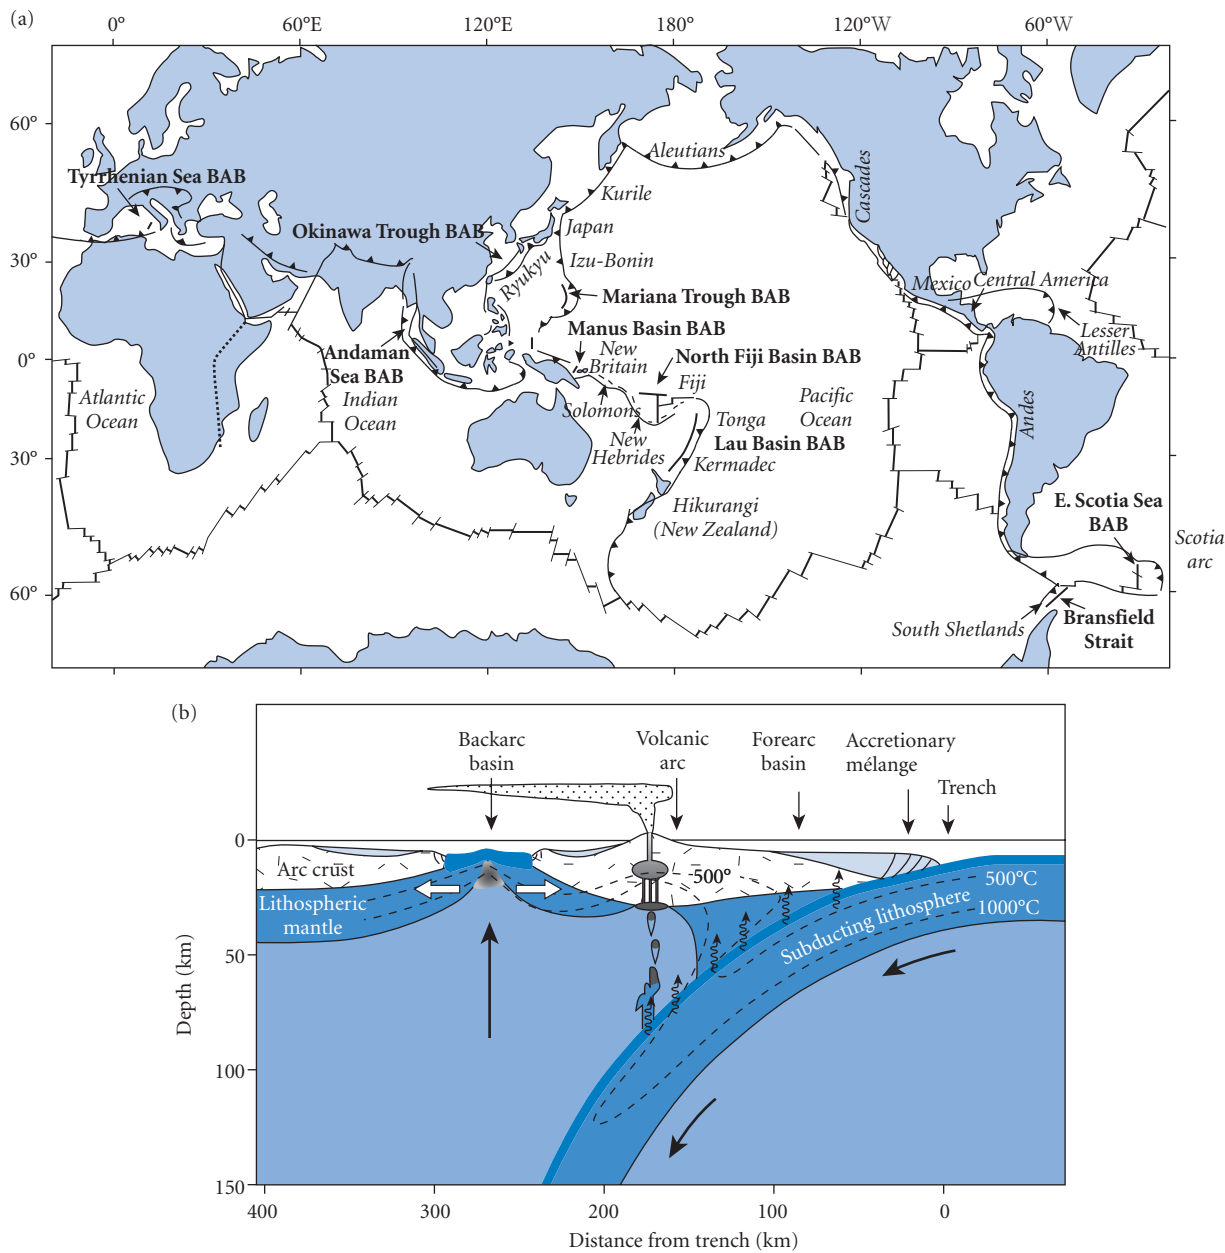 (a)
0° 60°E 120°E 180° 120°W 60°W
60°
30°
0°
30°
60°
Aleutians
Cascades
Tyrrhenian Sea BAB
Kurile
Okinawa Trough BAB
Japan
Ryukyu
Izu-Bonin
Mexico
Central America
Mariana Trough BAB
Manus Basin BAB
Lesser
Antilles
Andaman
Sea BAB
New
Britain
North Fiji Basin BAB
Fiji
Atlantic
Ocean
Indian
Ocean
Solomons
Tonga
Pacific
Ocean
Andes
New
Hebrides
Lau Basin BAB
Kermadec
Hikurangi
(New Zealand)
E. Scotia Sea
BAB
Scotia
arc
South Shetlands
Bransfield
Strait
(b)
Backarc
basin
Volcanic
arc
Forearc
basin
Accretionary
mélange
Trench
0
50
100
150
Depth (km)
Arc crust
Lithospheric
mantle
500°
500°C
1000°C
Subducting lithosphere
400 300 200 100 0
Distance from trench (km)